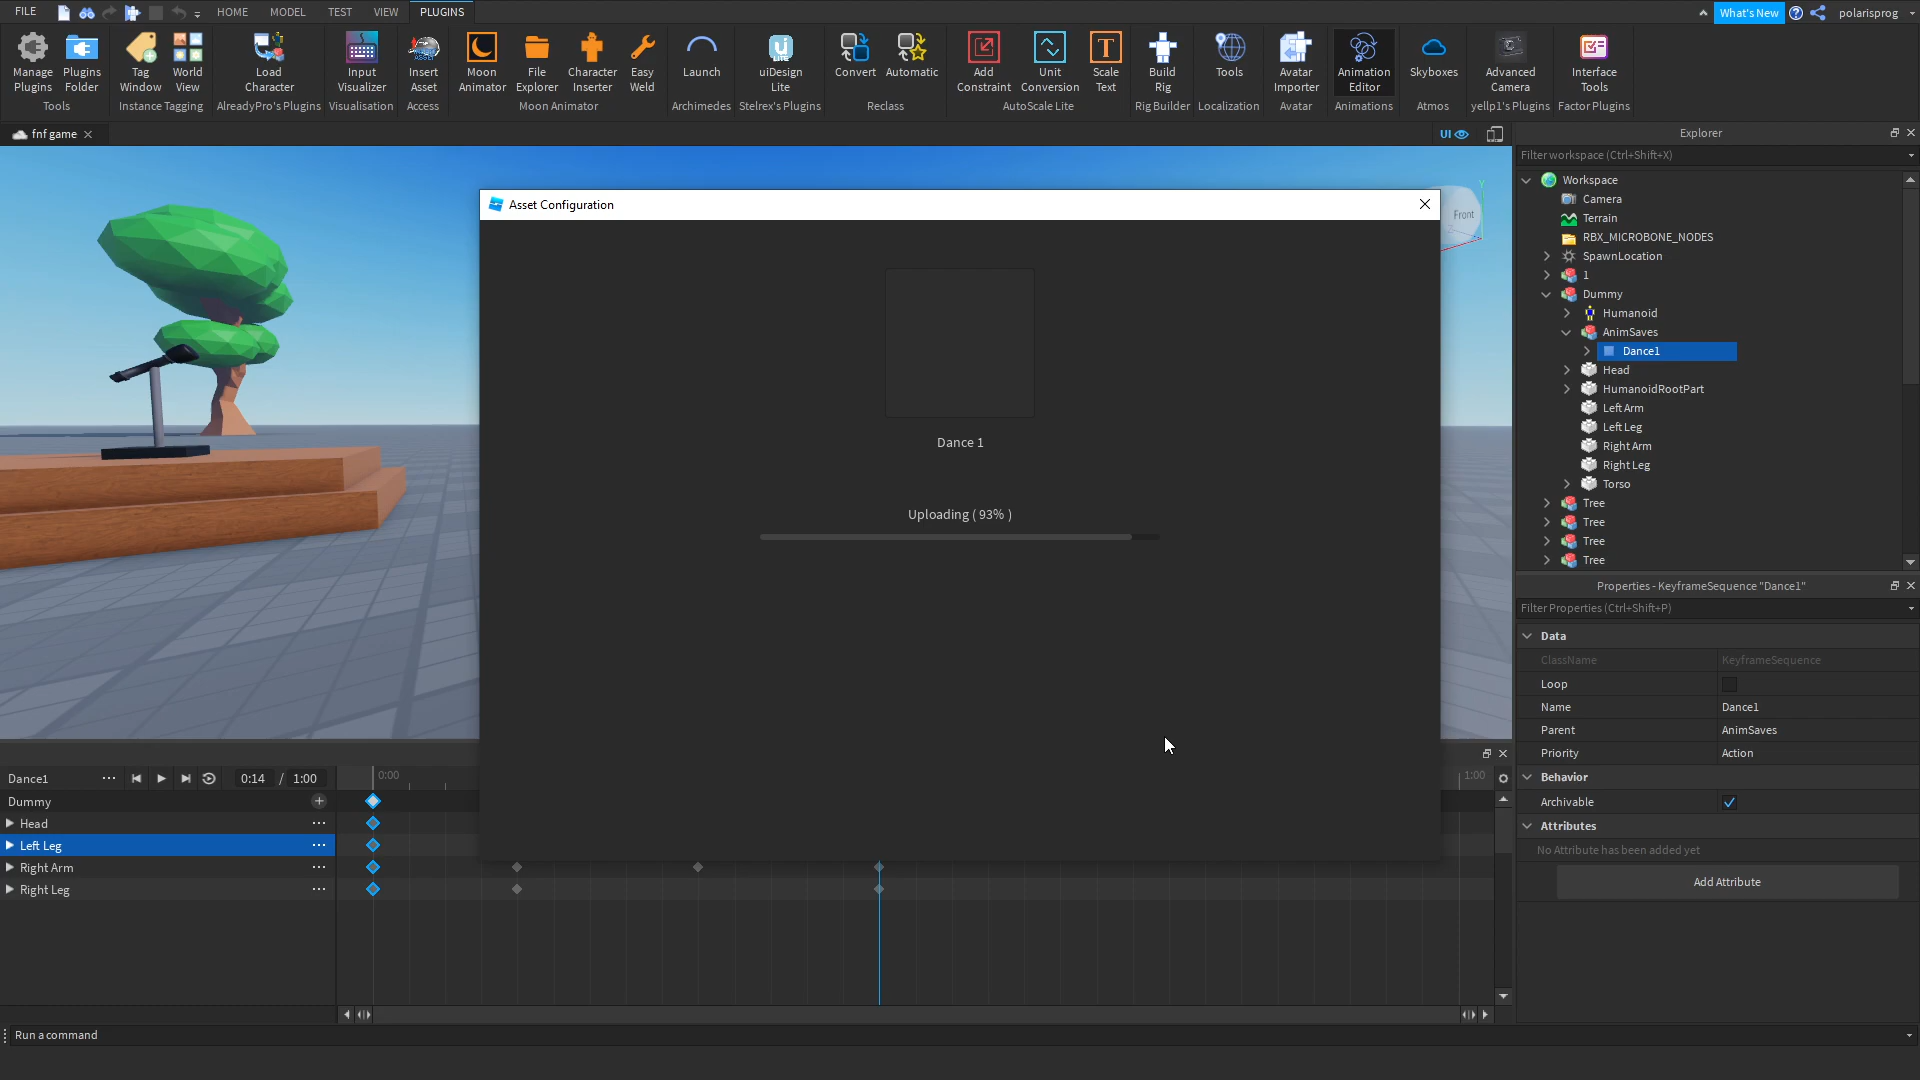 FILE HOME MODEL TEST VIEW PLUGINS What's New polarisprog
Manage Plugins
Plugins Folder
Tools
Tag Window
World View
Instance Tagging
Load Character
AlreadyPro's Plugins
Input Visualizer
Visualisation
Insert Asset
Access
Moon Animator
File Explorer
Character Inserter
Easy Weld
Moon Animator
Launch
Archimedes
uiDesign Lite
Stelrex's Plugins
Convert
Automatic
Reclass
Add Constraint
Unit Conversion
Scale Text
AutoScale Lite
Build Rig
Rig Builder
Tools
Localization
Avatar Importer
Avatar
Animation Editor
Animations
Skyboxes
Atmos
Advanced Camera
yellp1's Plugins
Interface Tools
Factor Plugins
fnf game
UI
Explorer
Filter workspace (Ctrl+Shift+X)
Workspace
Camera
Terrain
RBX_MICROBONE_NODES
SpawnLocation
1
Dummy
Humanoid
AnimSaves
Dance1
Head
HumanoidRootPart
Left Arm
Left Leg
Right Arm
Right Leg
Torso
Tree
Tree
Tree
Tree
Asset Configuration
Front
Y
Z
Dance 1
Uploading ( 93% )
Properties - KeyframeSequence "Dance1"
Filter Properties (Ctrl+Shift+P)
Data
ClassName KeyframeSequence
Loop
Name Dance1
Parent AnimSaves
Priority Action
Behavior
Archivable
Attributes
No Attribute has been added yet
Add Attribute
Dance1 ... 0:14 / 1:00 0:00 1:00
Dummy
Head
Left Leg
Right Arm
Right Leg
Run a command